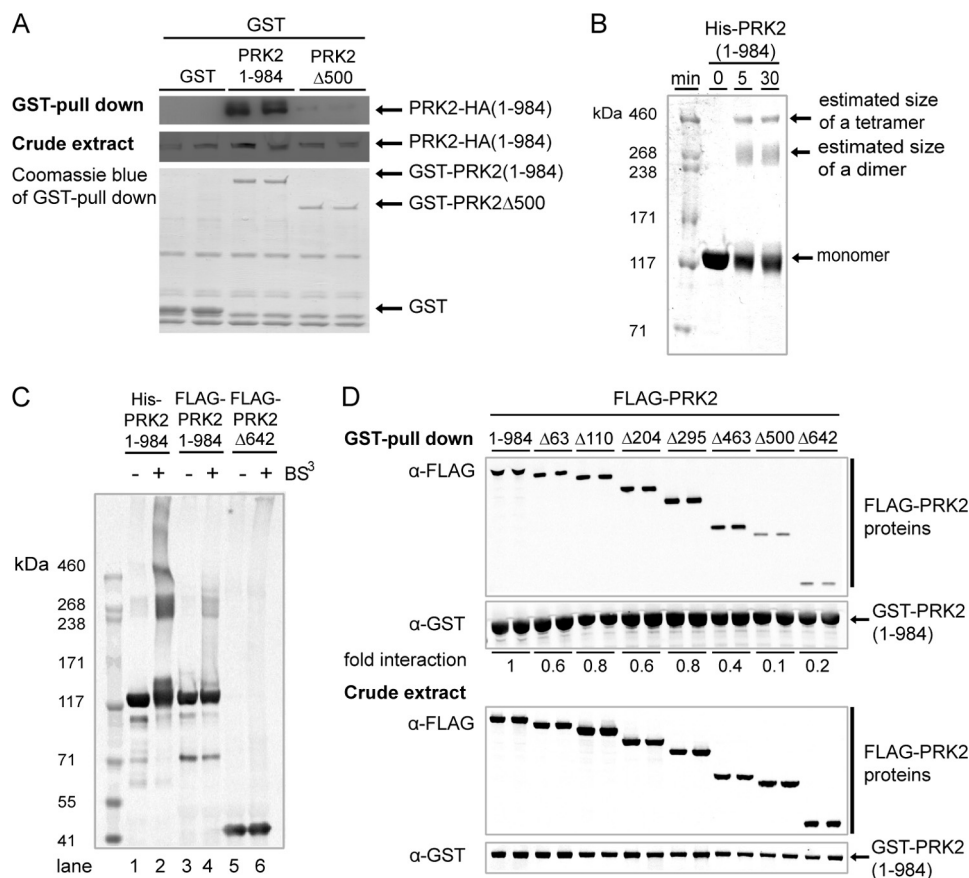 A
GST
GST
PRK2
1-984
PRK2
Δ500
GST-pull down
PRK2-HA(1-984)
Crude extract
PRK2-HA(1-984)
Coomassie blue
of GST-pull down
GST-PRK2(1-984)
GST-PRK2Δ500
GST
B
His-PRK2
(1-984)
min 0 5 30
kDa
460
268
238
171
117
71
estimated size
of a tetramer
estimated size
of a dimer
monomer
C
His-
PRK2
1-984
FLAG-
PRK2
1-984
FLAG-
PRK2
Δ642
- + - + - + BS3
kDa
460
268
238
171
117
71
55
41
lane 1 2 3 4 5 6
D
FLAG-PRK2
GST-pull down 1-984 Δ63 Δ110 Δ204 Δ295 Δ463 Δ500 Δ642
α-FLAG
FLAG-PRK2
proteins
α-GST
GST-PRK2
(1-984)
fold interaction 1 0.6 0.8 0.6 0.8 0.4 0.1 0.2
Crude extract
α-FLAG
FLAG-PRK2
proteins
α-GST
GST-PRK2
(1-984)